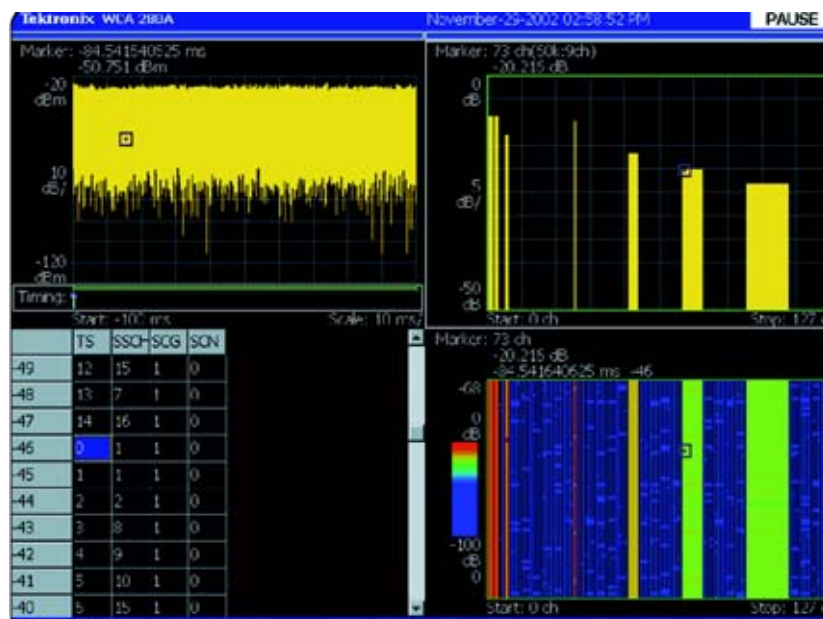 Tektronix WCA 280A November-29-2002 02:58:52 PM PAUSE
Marker: -84.541640625 ms
-50.751 dBm
-20
dBm
10
dB/
-120
dBm
Timing:
Start: -100 ms Scale: 10 ms/
Marker: 73 ch(50k:9ch)
-20.215 dB
0
dB
5
dB/
-50
dB
Start: 0 ch Stop: 127
TS SSCH SCG SCN
-49 12 15 1 0
-48 13 7 1 0
-47 14 16 1 0
-46 0 1 1 0
-45 1 1 1 0
-44 2 2 1 0
-43 3 8 1 0
-42 4 9 1 0
-41 5 10 1 0
-40 15 1 0
Marker: 73 ch
-20.215 dB
-84.541640625 ms -46
-68
0
dB
-100
dB
0
Start: 0 ch Stop: 127